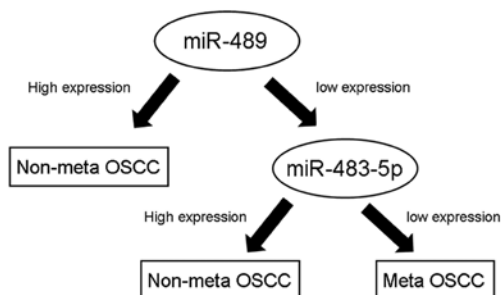 miR-489
High expression
low expression
Non-meta OSCC
miR-483-5p
High expression
low expression
Non-meta OSCC
Meta OSCC